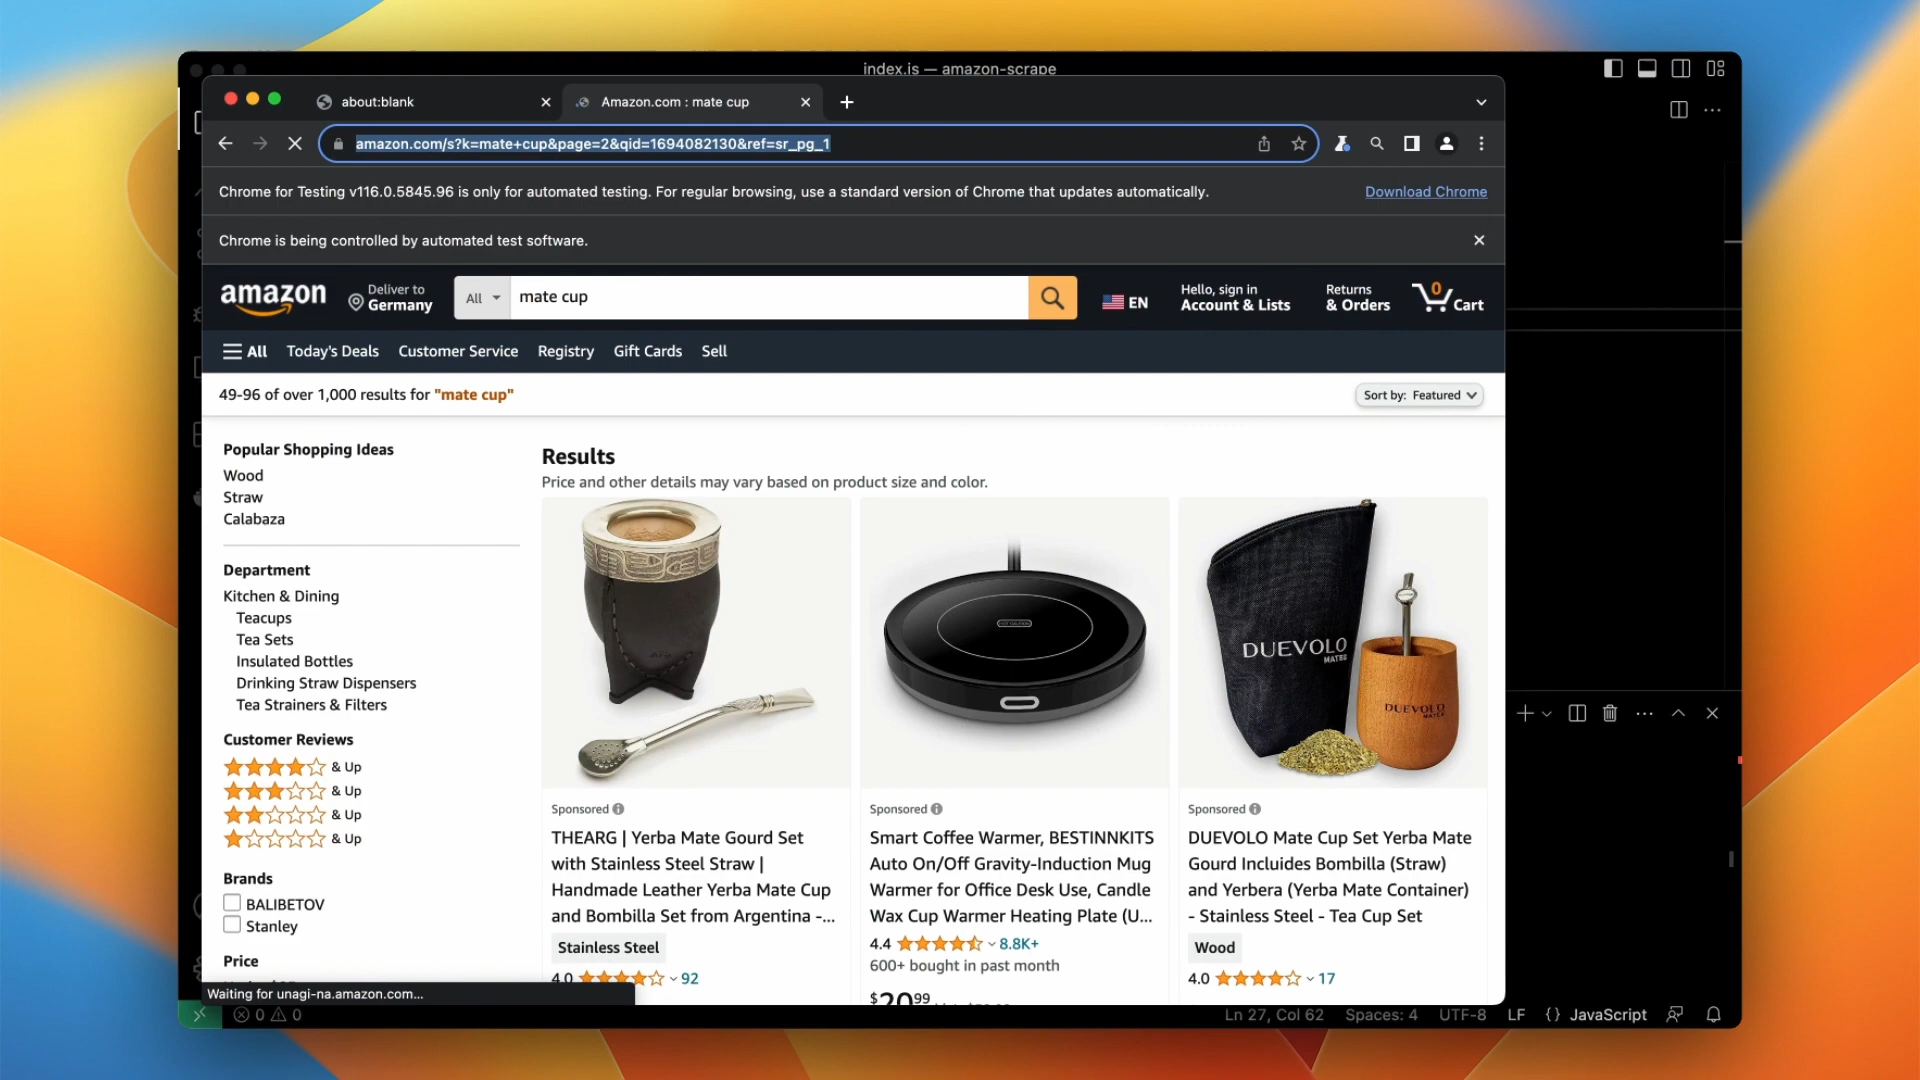 index.js — amazon-scrape
about:blank
Amazon.com : mate cup
amazon.com/s?k=mate+cup&page=2&qid=1694082130&ref=sr_pg_1
Chrome for Testing v116.0.5845.96 is only for automated testing. For regular browsing, use a standard version of Chrome that updates automatically.
Download Chrome
Chrome is being controlled by automated test software.
amazon
Deliver to
Germany
All
mate cup
EN
Hello, sign in
Account & Lists
Returns
& Orders
0
Cart
All
Today's Deals
Customer Service
Registry
Gift Cards
Sell
49-96 of over 1,000 results for "mate cup"
Sort by: Featured
Popular Shopping Ideas
Wood
Straw
Calabaza
Department
Kitchen & Dining
Teacups
Tea Sets
Insulated Bottles
Drinking Straw Dispensers
Tea Strainers & Filters
Customer Reviews
& Up
& Up
& Up
& Up
Brands
BALIBETOV
Stanley
Price
Results
Price and other details may vary based on product size and color.
Sponsored
THEARG | Yerba Mate Gourd Set
with Stainless Steel Straw |
Handmade Leather Yerba Mate Cup
and Bombilla Set from Argentina -...
Stainless Steel
4.0
92
Sponsored
Smart Coffee Warmer, BESTINNKITS
Auto On/Off Gravity-Induction Mug
Warmer for Office Desk Use, Candle
Wax Cup Warmer Heating Plate (U...
4.4
8.8K+
600+ bought in past month
$20.99
DUEVOLO
MATES
DUEVOLO
MATES
Sponsored
DUEVOLO Mate Cup Set Yerba Mate
Gourd Incluides Bombilla (Straw)
and Yerbera (Yerba Mate Container)
- Stainless Steel - Tea Cup Set
Wood
4.0
17
Waiting for unagi-na.amazon.com...
0
0
Ln 27, Col 62
Spaces: 4
UTF-8
LF
{} JavaScript